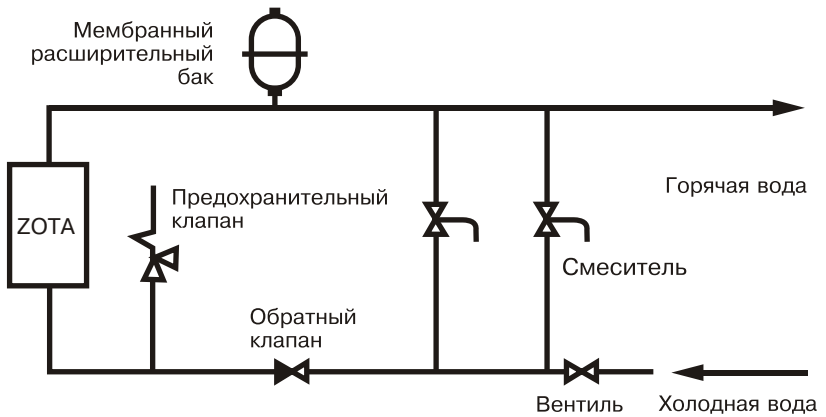 Мембранный
расширительный
бак
ZOTA
Предохранительный
клапан
Горячая вода
Смеситель
Обратный
клапан
Вентиль
Холодная вода